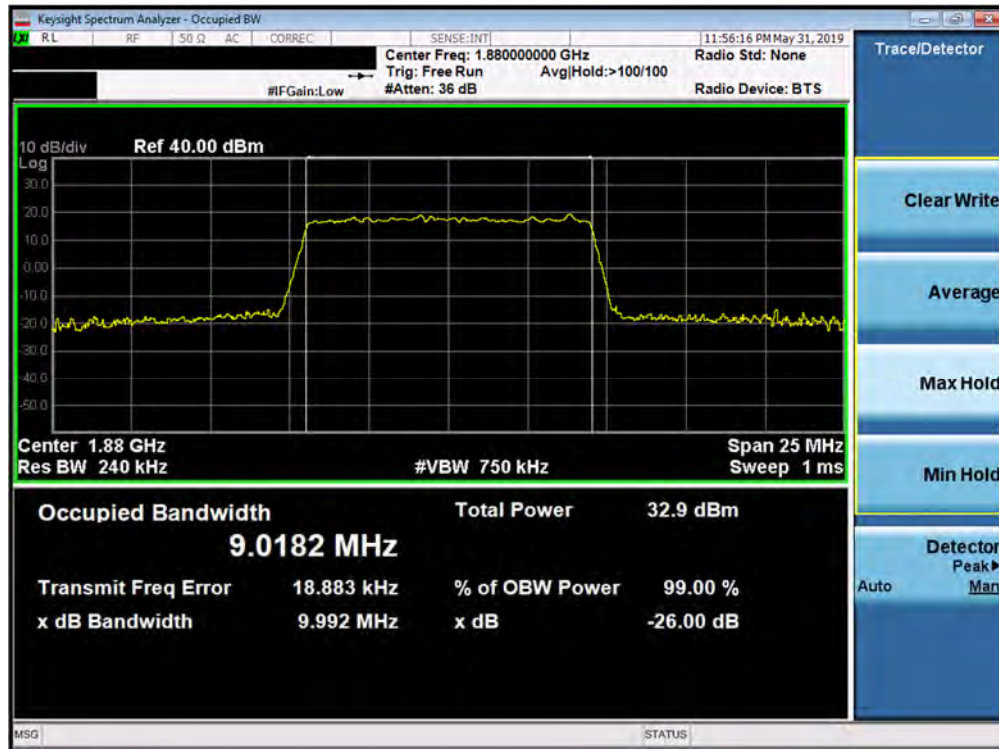 Keysight Spectrum Analyzer - Occupied BW
LXI RL RF 50 Ω AC CORREC SENSE:INT 11:56:16 PM May 31, 2019
Center Freq: 1.880000000 GHz Radio Std: None
Trig: Free Run Avg|Hold:>100/100
#IFGain:Low #Atten: 36 dB Radio Device: BTS
10 dB/div Ref 40.00 dBm
Log
30.0
20.0
10.0
0.00
-10.0
-20.0
-30.0
-40.0
-50.0
Center 1.88 GHz Span 25 MHz
Res BW 240 kHz #VBW 750 kHz Sweep 1 ms
Occupied Bandwidth Total Power 32.9 dBm
9.0182 MHz
Transmit Freq Error 18.883 kHz % of OBW Power 99.00 %
x dB Bandwidth 9.992 MHz x dB -26.00 dB
MSG STATUS
Trace/Detector
Clear Write
Average
Max Hold
Min Hold
Detector
Peak▶
Auto Man